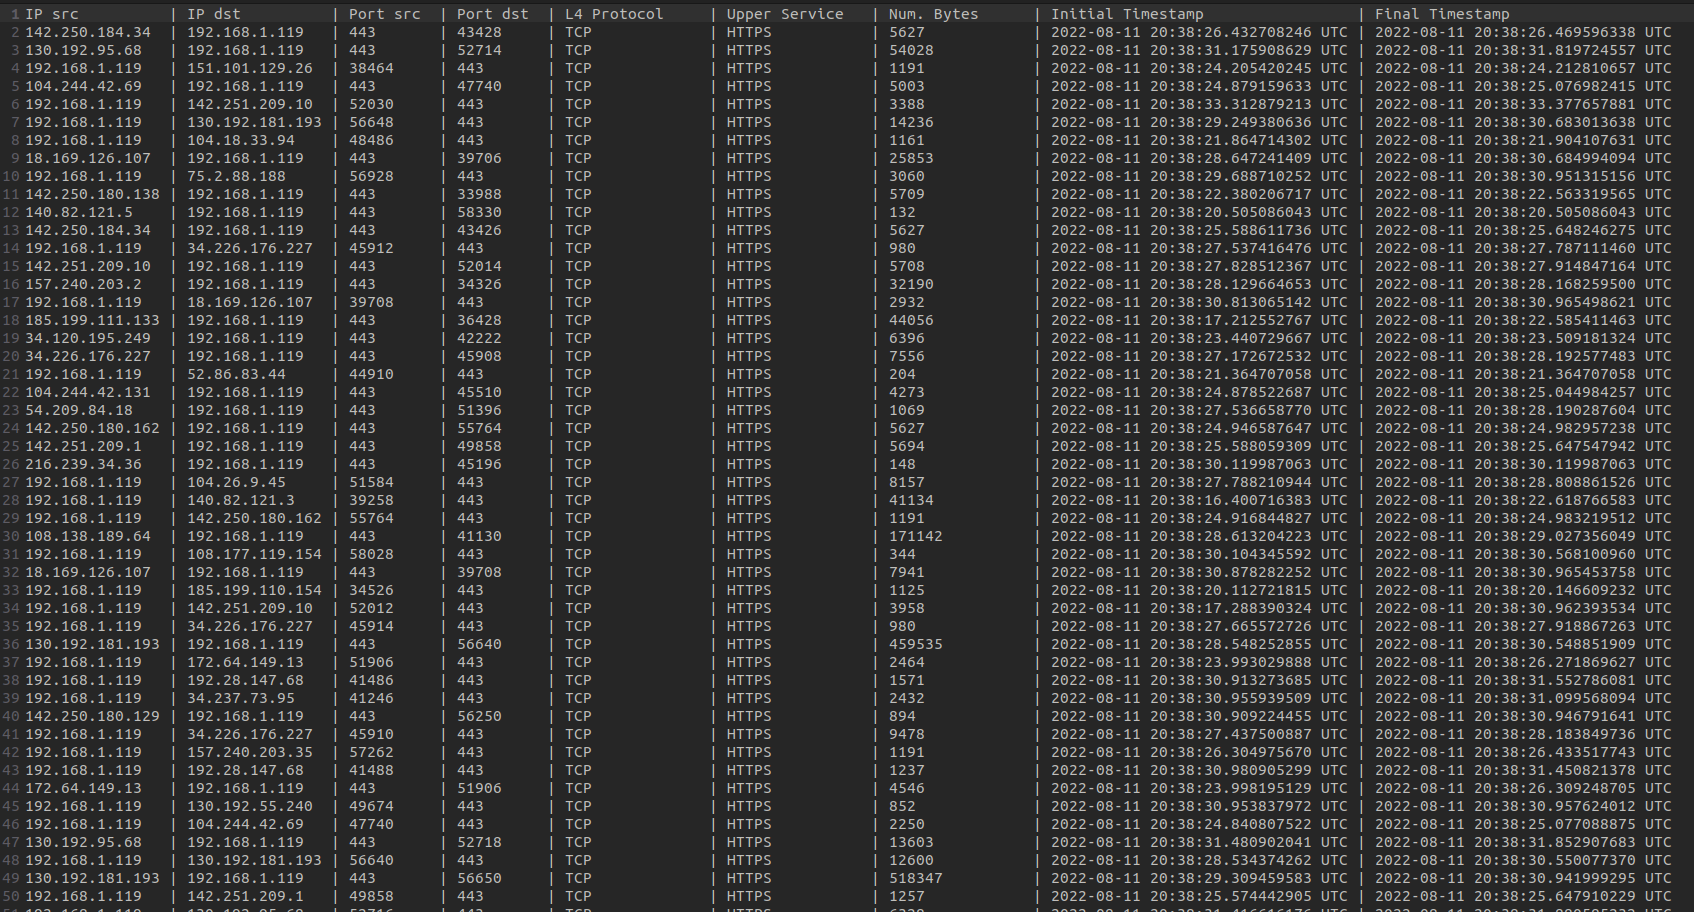 1 IP src | IP dst | Port src | Port dst | L4 Protocol | Upper Service | Num. Bytes | Initial Timestamp | Final Timestamp
2 142.250.184.34 | 192.168.1.119 | 443 | 43428 | TCP | HTTPS | 5627 | 2022-08-11 20:38:26.432708246 UTC | 2022-08-11 20:38:26.469596338 UTC
3 130.192.95.68 | 192.168.1.119 | 443 | 52714 | TCP | HTTPS | 54028 | 2022-08-11 20:38:31.175908629 UTC | 2022-08-11 20:38:31.819724557 UTC
4 192.168.1.119 | 151.101.129.26 | 38464 | 443 | TCP | HTTPS | 1191 | 2022-08-11 20:38:24.205420245 UTC | 2022-08-11 20:38:24.212810657 UTC
5 104.244.42.69 | 192.168.1.119 | 443 | 47740 | TCP | HTTPS | 5003 | 2022-08-11 20:38:24.879159633 UTC | 2022-08-11 20:38:25.076982415 UTC
6 192.168.1.119 | 142.251.209.10 | 52030 | 443 | TCP | HTTPS | 3388 | 2022-08-11 20:38:33.312879213 UTC | 2022-08-11 20:38:33.377657881 UTC
7 192.168.1.119 | 130.192.181.193 | 56648 | 443 | TCP | HTTPS | 14236 | 2022-08-11 20:38:29.249380636 UTC | 2022-08-11 20:38:30.683013638 UTC
8 192.168.1.119 | 104.18.33.94 | 48486 | 443 | TCP | HTTPS | 1161 | 2022-08-11 20:38:21.864714302 UTC | 2022-08-11 20:38:21.904107631 UTC
9 18.169.126.107 | 192.168.1.119 | 443 | 39706 | TCP | HTTPS | 25853 | 2022-08-11 20:38:28.647241409 UTC | 2022-08-11 20:38:30.684994094 UTC
10 192.168.1.119 | 75.2.88.188 | 56928 | 443 | TCP | HTTPS | 3060 | 2022-08-11 20:38:29.688710252 UTC | 2022-08-11 20:38:30.951315156 UTC
11 142.250.180.138 | 192.168.1.119 | 443 | 33988 | TCP | HTTPS | 5709 | 2022-08-11 20:38:22.380206717 UTC | 2022-08-11 20:38:22.563319565 UTC
12 140.82.121.5 | 192.168.1.119 | 443 | 58330 | TCP | HTTPS | 132 | 2022-08-11 20:38:20.505086043 UTC | 2022-08-11 20:38:20.505086043 UTC
13 142.250.184.34 | 192.168.1.119 | 443 | 43426 | TCP | HTTPS | 5627 | 2022-08-11 20:38:25.588611736 UTC | 2022-08-11 20:38:25.648246275 UTC
14 192.168.1.119 | 34.226.176.227 | 45912 | 443 | TCP | HTTPS | 980 | 2022-08-11 20:38:27.537416476 UTC | 2022-08-11 20:38:27.787111460 UTC
15 142.251.209.10 | 192.168.1.119 | 443 | 52014 | TCP | HTTPS | 5708 | 2022-08-11 20:38:27.828512367 UTC | 2022-08-11 20:38:27.914847164 UTC
16 157.240.203.2 | 192.168.1.119 | 443 | 34326 | TCP | HTTPS | 32190 | 2022-08-11 20:38:28.129664653 UTC | 2022-08-11 20:38:28.168259500 UTC
17 192.168.1.119 | 18.169.126.107 | 39708 | 443 | TCP | HTTPS | 2932 | 2022-08-11 20:38:30.813065142 UTC | 2022-08-11 20:38:30.965498621 UTC
18 185.199.111.133 | 192.168.1.119 | 443 | 36428 | TCP | HTTPS | 44056 | 2022-08-11 20:38:17.212552767 UTC | 2022-08-11 20:38:22.585411463 UTC
19 34.120.195.249 | 192.168.1.119 | 443 | 42222 | TCP | HTTPS | 6396 | 2022-08-11 20:38:23.440729667 UTC | 2022-08-11 20:38:23.509181324 UTC
20 34.226.176.227 | 192.168.1.119 | 443 | 45908 | TCP | HTTPS | 7556 | 2022-08-11 20:38:27.172672532 UTC | 2022-08-11 20:38:28.192577483 UTC
21 192.168.1.119 | 52.86.83.44 | 44910 | 443 | TCP | HTTPS | 204 | 2022-08-11 20:38:21.364707058 UTC | 2022-08-11 20:38:21.364707058 UTC
22 104.244.42.131 | 192.168.1.119 | 443 | 45510 | TCP | HTTPS | 4273 | 2022-08-11 20:38:24.878522687 UTC | 2022-08-11 20:38:25.044984257 UTC
23 54.209.84.18 | 192.168.1.119 | 443 | 51396 | TCP | HTTPS | 1069 | 2022-08-11 20:38:27.536658770 UTC | 2022-08-11 20:38:28.190287604 UTC
24 142.250.180.162 | 192.168.1.119 | 443 | 55764 | TCP | HTTPS | 5627 | 2022-08-11 20:38:24.946587647 UTC | 2022-08-11 20:38:24.982957238 UTC
25 142.251.209.1 | 192.168.1.119 | 443 | 49858 | TCP | HTTPS | 5694 | 2022-08-11 20:38:25.588059309 UTC | 2022-08-11 20:38:25.647547942 UTC
26 216.239.34.36 | 192.168.1.119 | 443 | 45196 | TCP | HTTPS | 148 | 2022-08-11 20:38:30.119987063 UTC | 2022-08-11 20:38:30.119987063 UTC
27 192.168.1.119 | 104.26.9.45 | 51584 | 443 | TCP | HTTPS | 8157 | 2022-08-11 20:38:27.788210944 UTC | 2022-08-11 20:38:28.808861526 UTC
28 192.168.1.119 | 140.82.121.3 | 39258 | 443 | TCP | HTTPS | 41134 | 2022-08-11 20:38:16.400716383 UTC | 2022-08-11 20:38:22.618766583 UTC
29 192.168.1.119 | 142.250.180.162 | 55764 | 443 | TCP | HTTPS | 1191 | 2022-08-11 20:38:24.916844827 UTC | 2022-08-11 20:38:24.983219512 UTC
30 108.138.189.64 | 192.168.1.119 | 443 | 41130 | TCP | HTTPS | 171142 | 2022-08-11 20:38:28.613204223 UTC | 2022-08-11 20:38:29.027356049 UTC
31 192.168.1.119 | 108.177.119.154 | 58028 | 443 | TCP | HTTPS | 344 | 2022-08-11 20:38:30.104345592 UTC | 2022-08-11 20:38:30.568100960 UTC
32 18.169.126.107 | 192.168.1.119 | 443 | 39708 | TCP | HTTPS | 7941 | 2022-08-11 20:38:30.878282252 UTC | 2022-08-11 20:38:30.965453758 UTC
33 192.168.1.119 | 185.199.110.154 | 34526 | 443 | TCP | HTTPS | 1125 | 2022-08-11 20:38:20.112721815 UTC | 2022-08-11 20:38:20.146609232 UTC
34 192.168.1.119 | 142.251.209.10 | 52012 | 443 | TCP | HTTPS | 3958 | 2022-08-11 20:38:17.288390324 UTC | 2022-08-11 20:38:30.962393534 UTC
35 192.168.1.119 | 34.226.176.227 | 45914 | 443 | TCP | HTTPS | 980 | 2022-08-11 20:38:27.665572726 UTC | 2022-08-11 20:38:27.918867263 UTC
36 130.192.181.193 | 192.168.1.119 | 443 | 56640 | TCP | HTTPS | 459535 | 2022-08-11 20:38:28.548252855 UTC | 2022-08-11 20:38:30.548851909 UTC
37 192.168.1.119 | 172.64.149.13 | 51906 | 443 | TCP | HTTPS | 2464 | 2022-08-11 20:38:23.993029888 UTC | 2022-08-11 20:38:26.271869627 UTC
38 192.168.1.119 | 192.28.147.68 | 41486 | 443 | TCP | HTTPS | 1571 | 2022-08-11 20:38:30.913273685 UTC | 2022-08-11 20:38:31.552786081 UTC
39 192.168.1.119 | 34.237.73.95 | 41246 | 443 | TCP | HTTPS | 2432 | 2022-08-11 20:38:30.955939509 UTC | 2022-08-11 20:38:31.099568094 UTC
40 142.250.180.129 | 192.168.1.119 | 443 | 56250 | TCP | HTTPS | 894 | 2022-08-11 20:38:30.909224455 UTC | 2022-08-11 20:38:30.946791641 UTC
41 192.168.1.119 | 34.226.176.227 | 45910 | 443 | TCP | HTTPS | 9478 | 2022-08-11 20:38:27.437500887 UTC | 2022-08-11 20:38:28.183849736 UTC
42 192.168.1.119 | 157.240.203.35 | 57262 | 443 | TCP | HTTPS | 1191 | 2022-08-11 20:38:26.304975670 UTC | 2022-08-11 20:38:26.433517743 UTC
43 192.168.1.119 | 192.28.147.68 | 41488 | 443 | TCP | HTTPS | 1237 | 2022-08-11 20:38:30.980905299 UTC | 2022-08-11 20:38:31.450821378 UTC
44 172.64.149.13 | 192.168.1.119 | 443 | 51906 | TCP | HTTPS | 4546 | 2022-08-11 20:38:23.998195129 UTC | 2022-08-11 20:38:26.309248705 UTC
45 192.168.1.119 | 130.192.55.240 | 49674 | 443 | TCP | HTTPS | 852 | 2022-08-11 20:38:30.953837972 UTC | 2022-08-11 20:38:30.957624012 UTC
46 192.168.1.119 | 104.244.42.69 | 47740 | 443 | TCP | HTTPS | 2250 | 2022-08-11 20:38:24.840807522 UTC | 2022-08-11 20:38:25.077088875 UTC
47 130.192.95.68 | 192.168.1.119 | 443 | 52718 | TCP | HTTPS | 13603 | 2022-08-11 20:38:31.480902041 UTC | 2022-08-11 20:38:31.852907683 UTC
48 192.168.1.119 | 130.192.181.193 | 56640 | 443 | TCP | HTTPS | 12600 | 2022-08-11 20:38:28.534374262 UTC | 2022-08-11 20:38:30.550077370 UTC
49 130.192.181.193 | 192.168.1.119 | 443 | 56650 | TCP | HTTPS | 518347 | 2022-08-11 20:38:29.309459583 UTC | 2022-08-11 20:38:30.941999295 UTC
50 192.168.1.119 | 142.251.209.1 | 49858 | 443 | TCP | HTTPS | 1257 | 2022-08-11 20:38:25.574442905 UTC | 2022-08-11 20:38:25.647910229 UTC